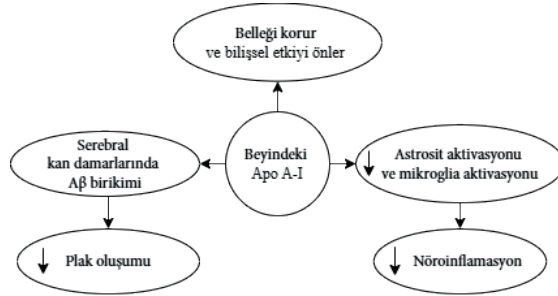 Belleği korur
ve bilişsel etkiyi önler
Serebral
kan damarlarında
Aβ birikimi
Beyindeki
Apo A-I
↓ Astrosit aktivasyonu
ve mikroglia aktivasyonu
↓ Plak oluşumu
↓ Nöroinflamasyon